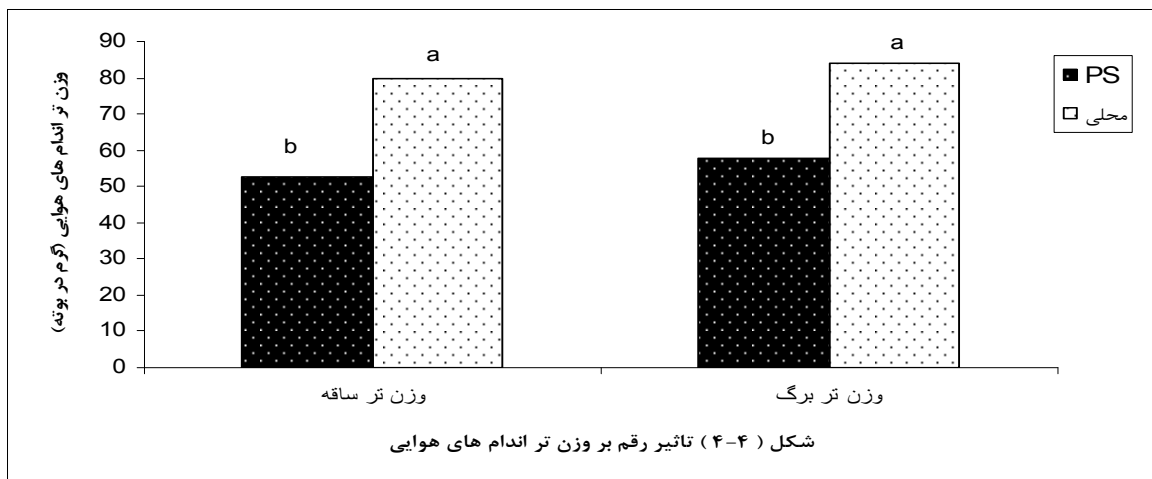 وزن تر اندام های هوایی (گرم در بوته)
90
80
70
60
50
40
30
20
10
0
b
a
b
a
PS
محلی
وزن تر ساقه
وزن تر برگ
شکل ( ۴-۴ ) تاثیر رقم بر وزن تر اندام های هوایی